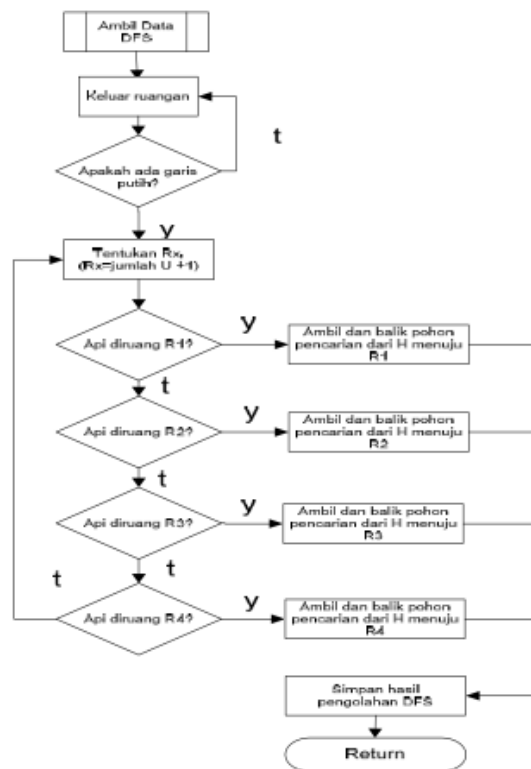 Ambil Data
DFS
Keluar ruangan
t
Apakah ada garis
putih?
y
Tentukan Rx,
(Rx=jumlah U +1)
Api diruang R1?
y
Ambil dan balik pohon
pencarian dari H menuju
R1
t
Api diruang R2?
y
Ambil dan balik pohon
pencarian dari H menuju
R2
t
Api diruang R3?
y
Ambil dan balik pohon
pencarian dari H menuju
R3
t
t
Api diruang R4?
y
Ambil dan balik pohon
pencarian dari H menuju
R4
Simpan hasil
pengolahan DFS
Return